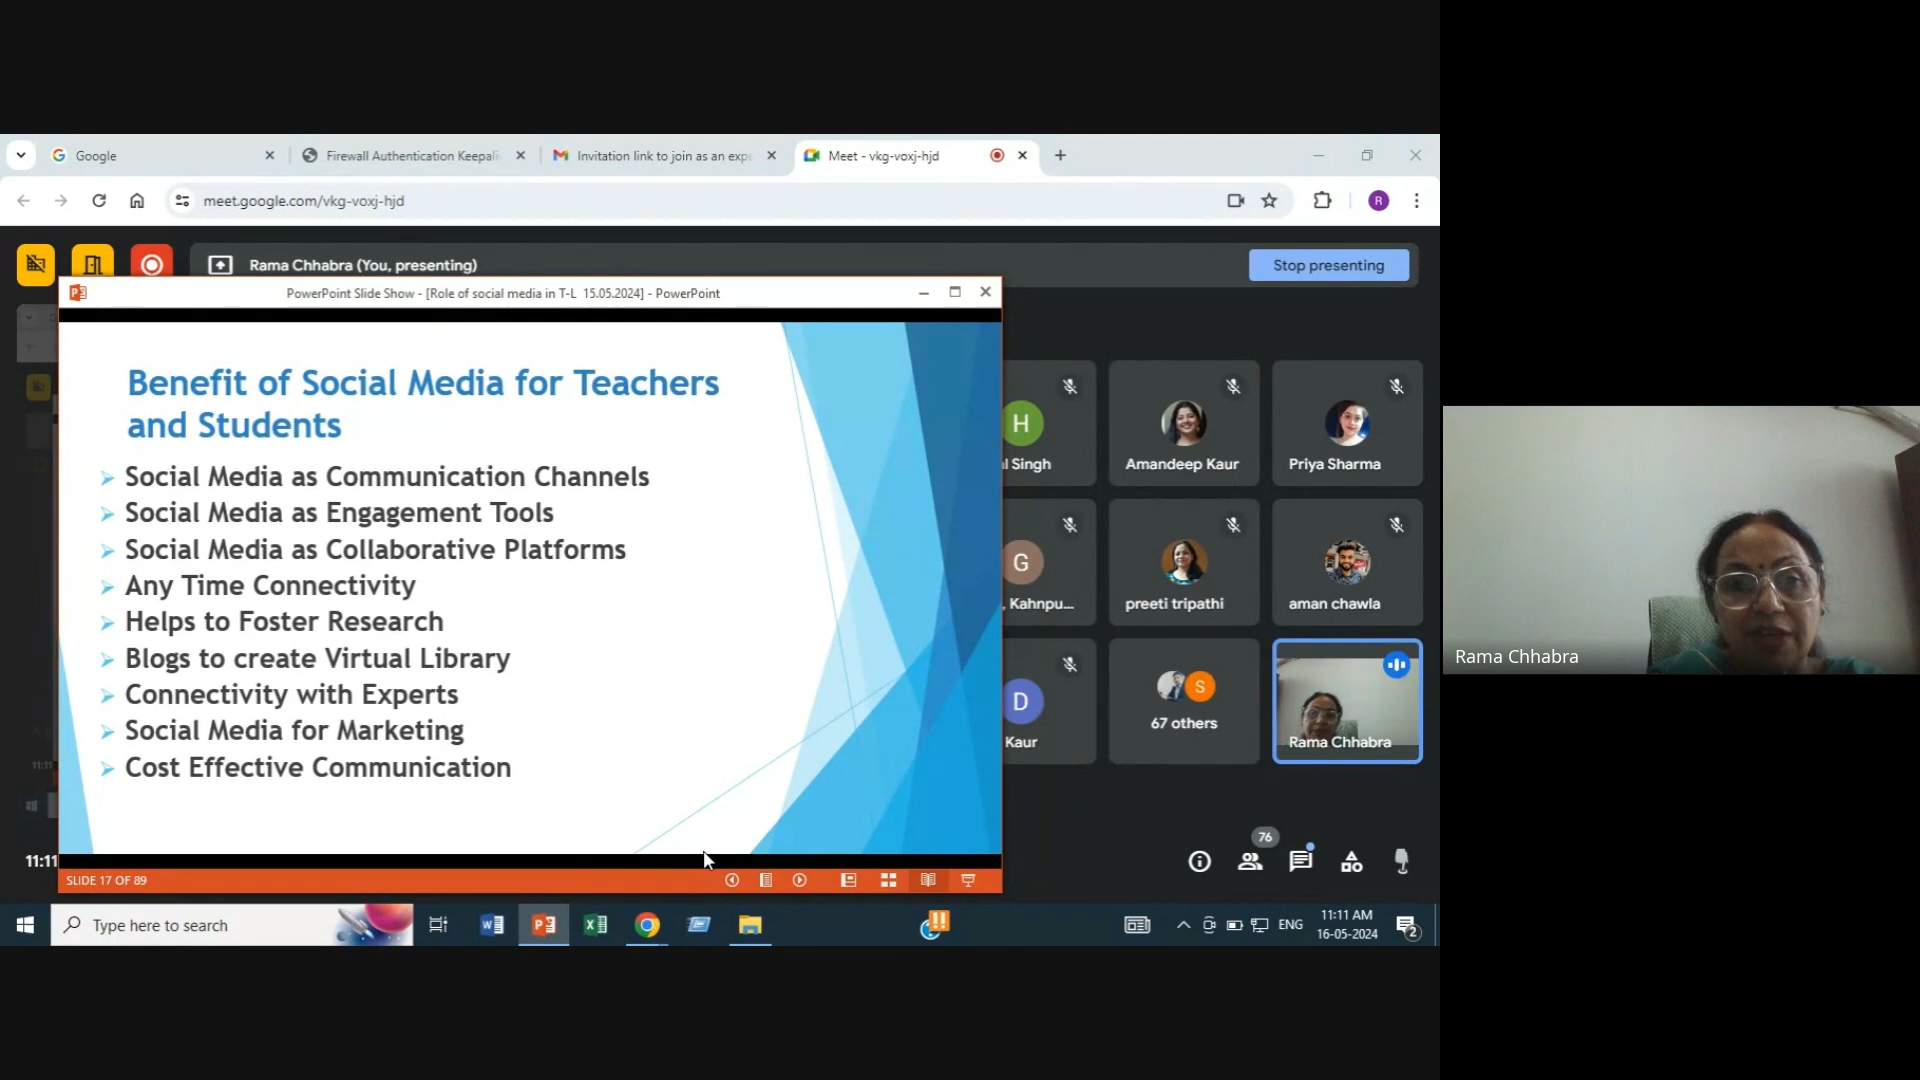 Google
Firewall Authentication Keepali
Invitation link to join as an expe
Meet - vkg-voxj-hjd
meet.google.com/vkg-voxj-hjd
R
Rama Chhabra (You, presenting)
Stop presenting
PowerPoint Slide Show - [Role of social media in T-L 15.05.2024] - PowerPoint
Benefit of Social Media for Teachers
and Students
Social Media as Communication Channels
Social Media as Engagement Tools
Social Media as Collaborative Platforms
Any Time Connectivity
Helps to Foster Research
Blogs to create Virtual Library
Connectivity with Experts
Social Media for Marketing
Cost Effective Communication
SLIDE 17 OF 89
H
l Singh
Amandeep Kaur
Priya Sharma
G
, Kahnpu...
preeti tripathi
aman chawla
D
Kaur
S
67 others
Rama Chhabra
76
11:11
Type here to search
ENG
11:11 AM
16-05-2024
2
Rama Chhabra